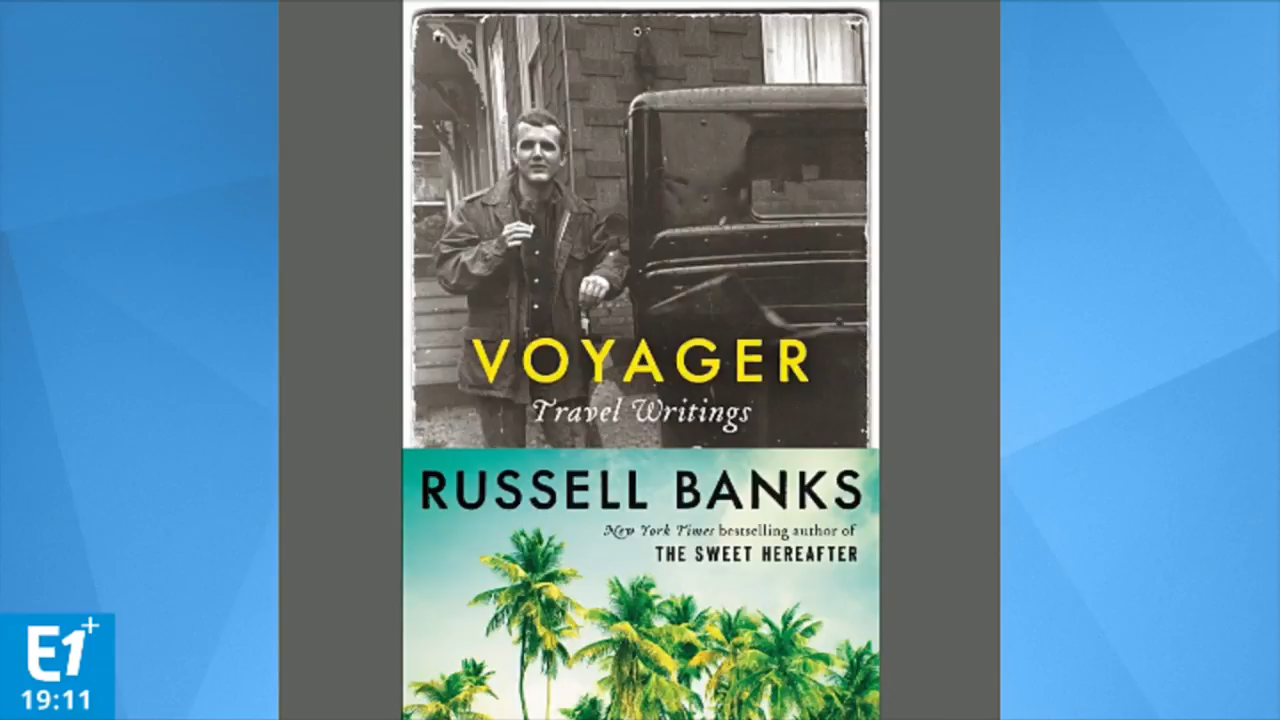 VOYAGER
Travel Writings
RUSSELL BANKS
New York Times bestselling author of
THE SWEET HEREAFTER
E1+
19:11